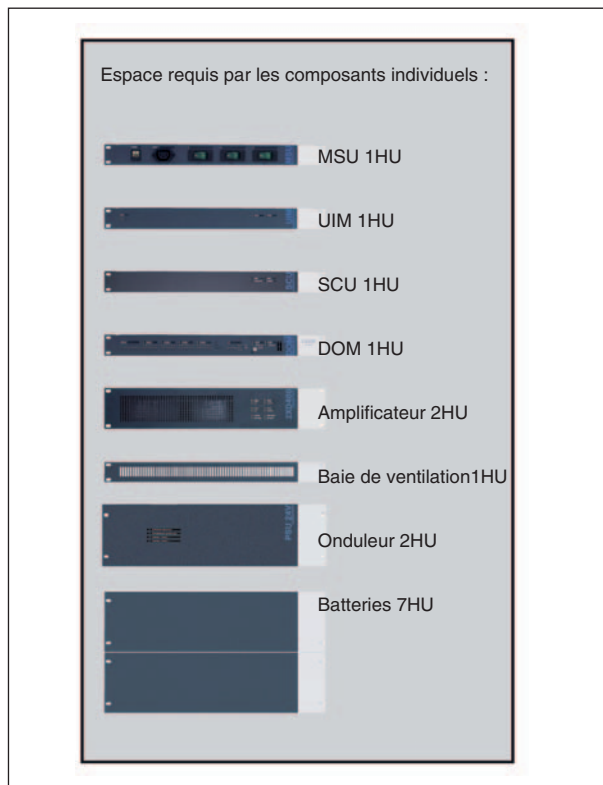 Espace requis par les composants individuels :
MSU 1HU
UIM 1HU
SCU 1HU
DOM 1HU
Amplificateur 2HU
Baie de ventilation1HU
Onduleur 2HU
Batteries 7HU